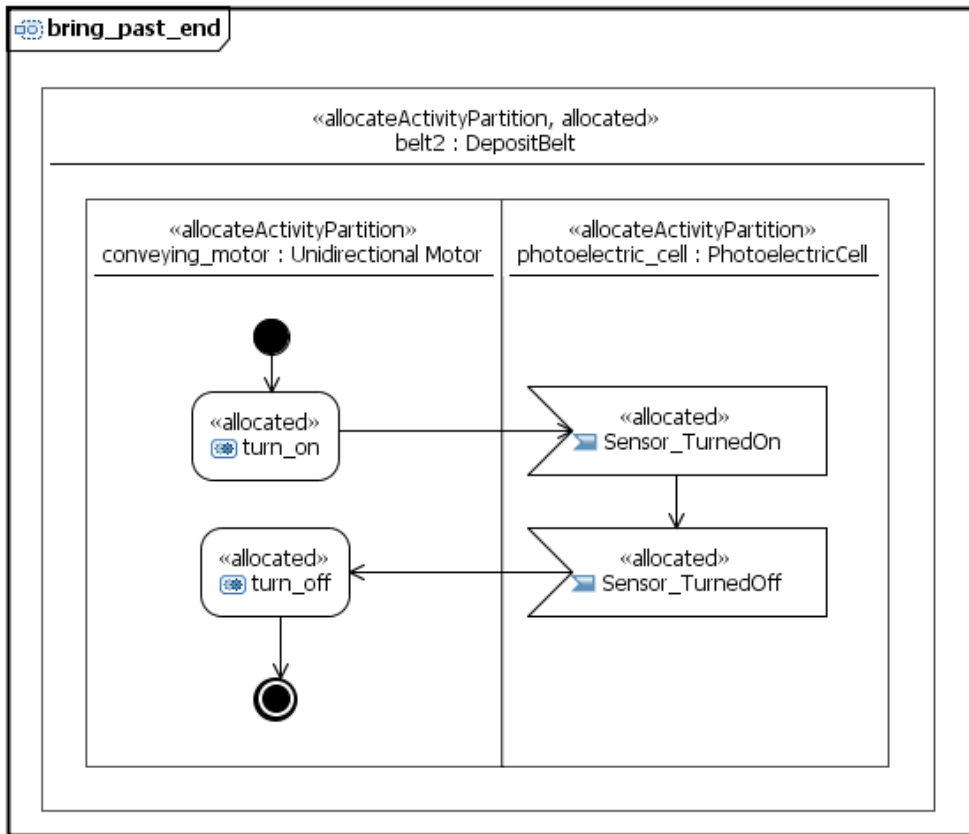 bring_past_end
«allocateActivityPartition, allocated»
belt2 : DepositBelt
«allocateActivityPartition»
conveying_motor : Unidirectional Motor
«allocateActivityPartition»
photoelectric_cell : PhotoelectricCell
«allocated»
turn_on
«allocated»
Sensor_TurnedOn
«allocated»
turn_off
«allocated»
Sensor_TurnedOff